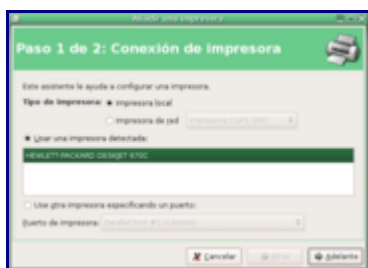 Añadir una impresora
Paso 1 de 2: Conexión de impresora
Este asistente le ayuda a configurar una impresora.
Tipo de impresora: Impresora local
Impresora de red
Usar una impresora detectada:
HEWLETT-PACKARD DESKJET 670C
Use otra impresora especificando un puerto:
Puerto de impresora:
Cancelar Atrás Adelante